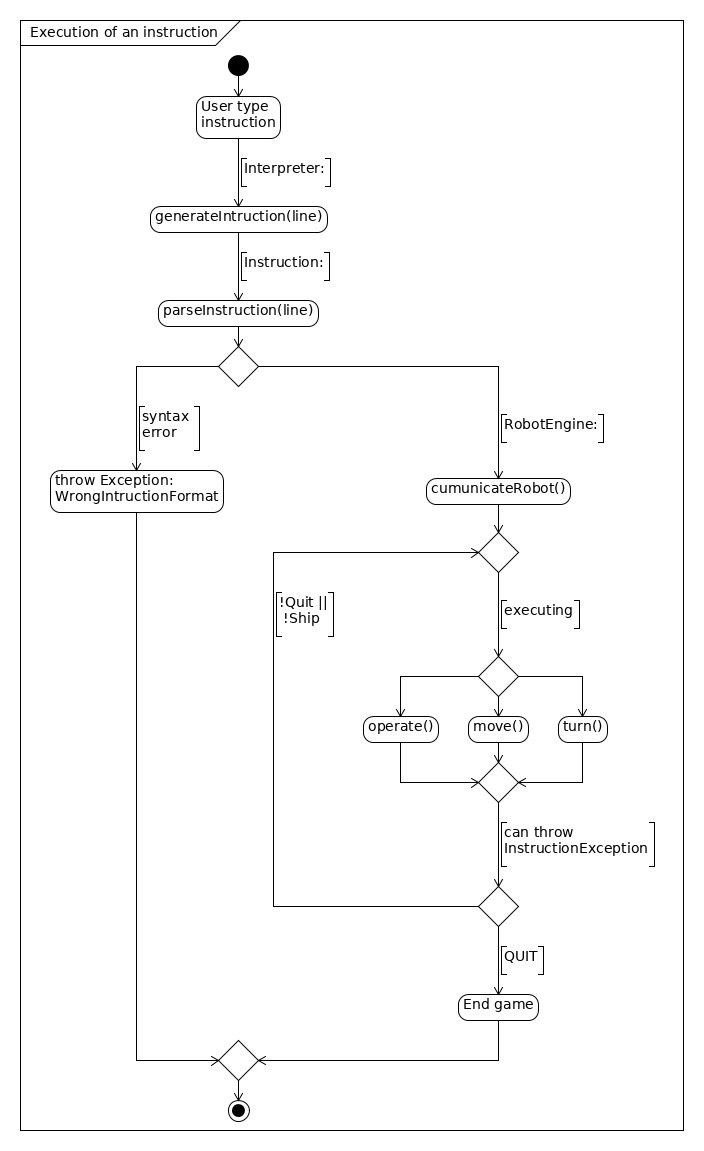 Execution of an instruction
User type
instruction
Interpreter:
generateIntruction(line)
Instruction:
parseInstruction(line)
syntax
error
RobotEngine:
throw Exception:
WrongIntructionFormat
cumunicateRobot()
!Quit ||
!Ship
executing
operate()
move()
turn()
can throw
InstructionException
QUIT
End game